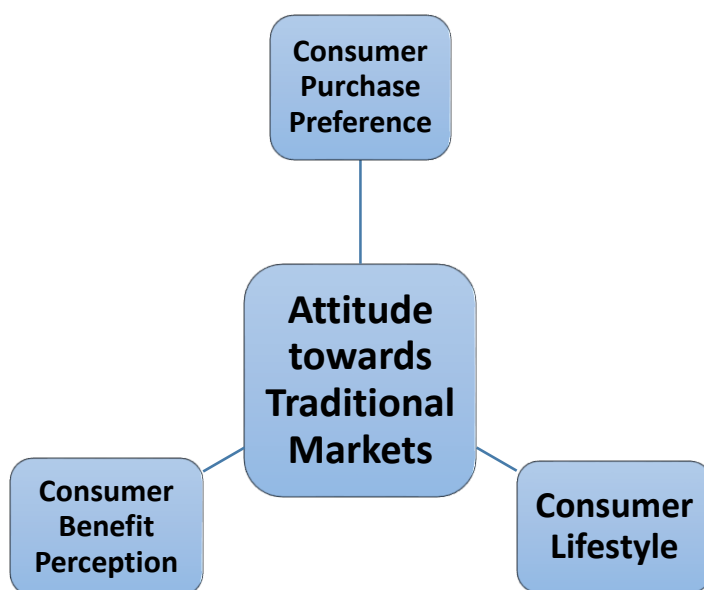 Consumer
Purchase
Preference
Attitude
towards
Traditional
Markets
Consumer
Benefit
Perception
Consumer
Lifestyle